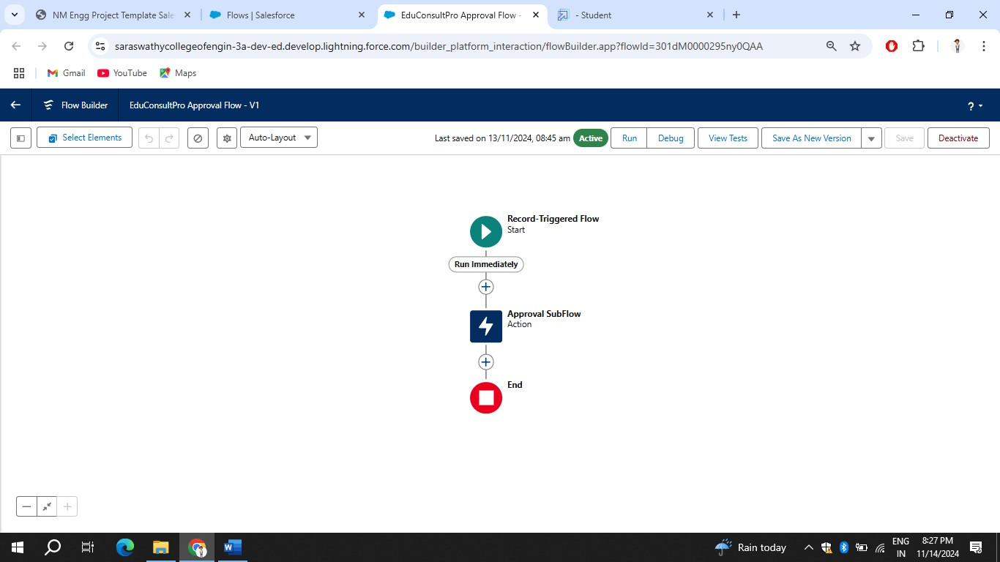 NM Engg Project Template Sale
Flows | Salesforce
EduConsultPro Approval Flow -
- Student
saraswathycollegeofengin-3a-dev-ed.develop.lightning.force.com/builder_platform_interaction/flowBuilder.app?flowId=301dM0000295ny0QAA
Gmail
YouTube
Maps
Flow Builder
EduConsultPro Approval Flow - V1
?
Select Elements
Auto-Layout
Last saved on 13/11/2024, 08:45 am
Active
Run
Debug
View Tests
Save As New Version
Save
Deactivate
Record-Triggered Flow
Start
Run Immediately
Approval SubFlow
Action
End
Rain today
ENG
IN
8:27 PM
11/14/2024